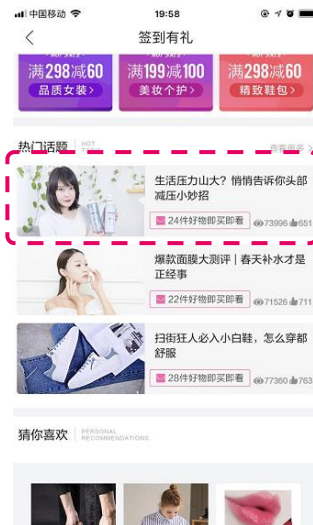 中国移动
19:58
签到有礼
满298减60
满199减100
满298减60
品质女装>
美妆个护>
精致鞋包>
热门话题
HOT
查看更多
生活压力山大？悄悄告诉你头部
减压小妙招
24件好物即买即看
73996
651
爆款面膜大测评 | 春天补水才是
正经事
22件好物即买即看
71526
711
扫街狂人必入小白鞋，怎么穿都
舒服
28件好物即买即看
77360
763
猜你喜欢
PERSONAL
RECOMMENDATIONS